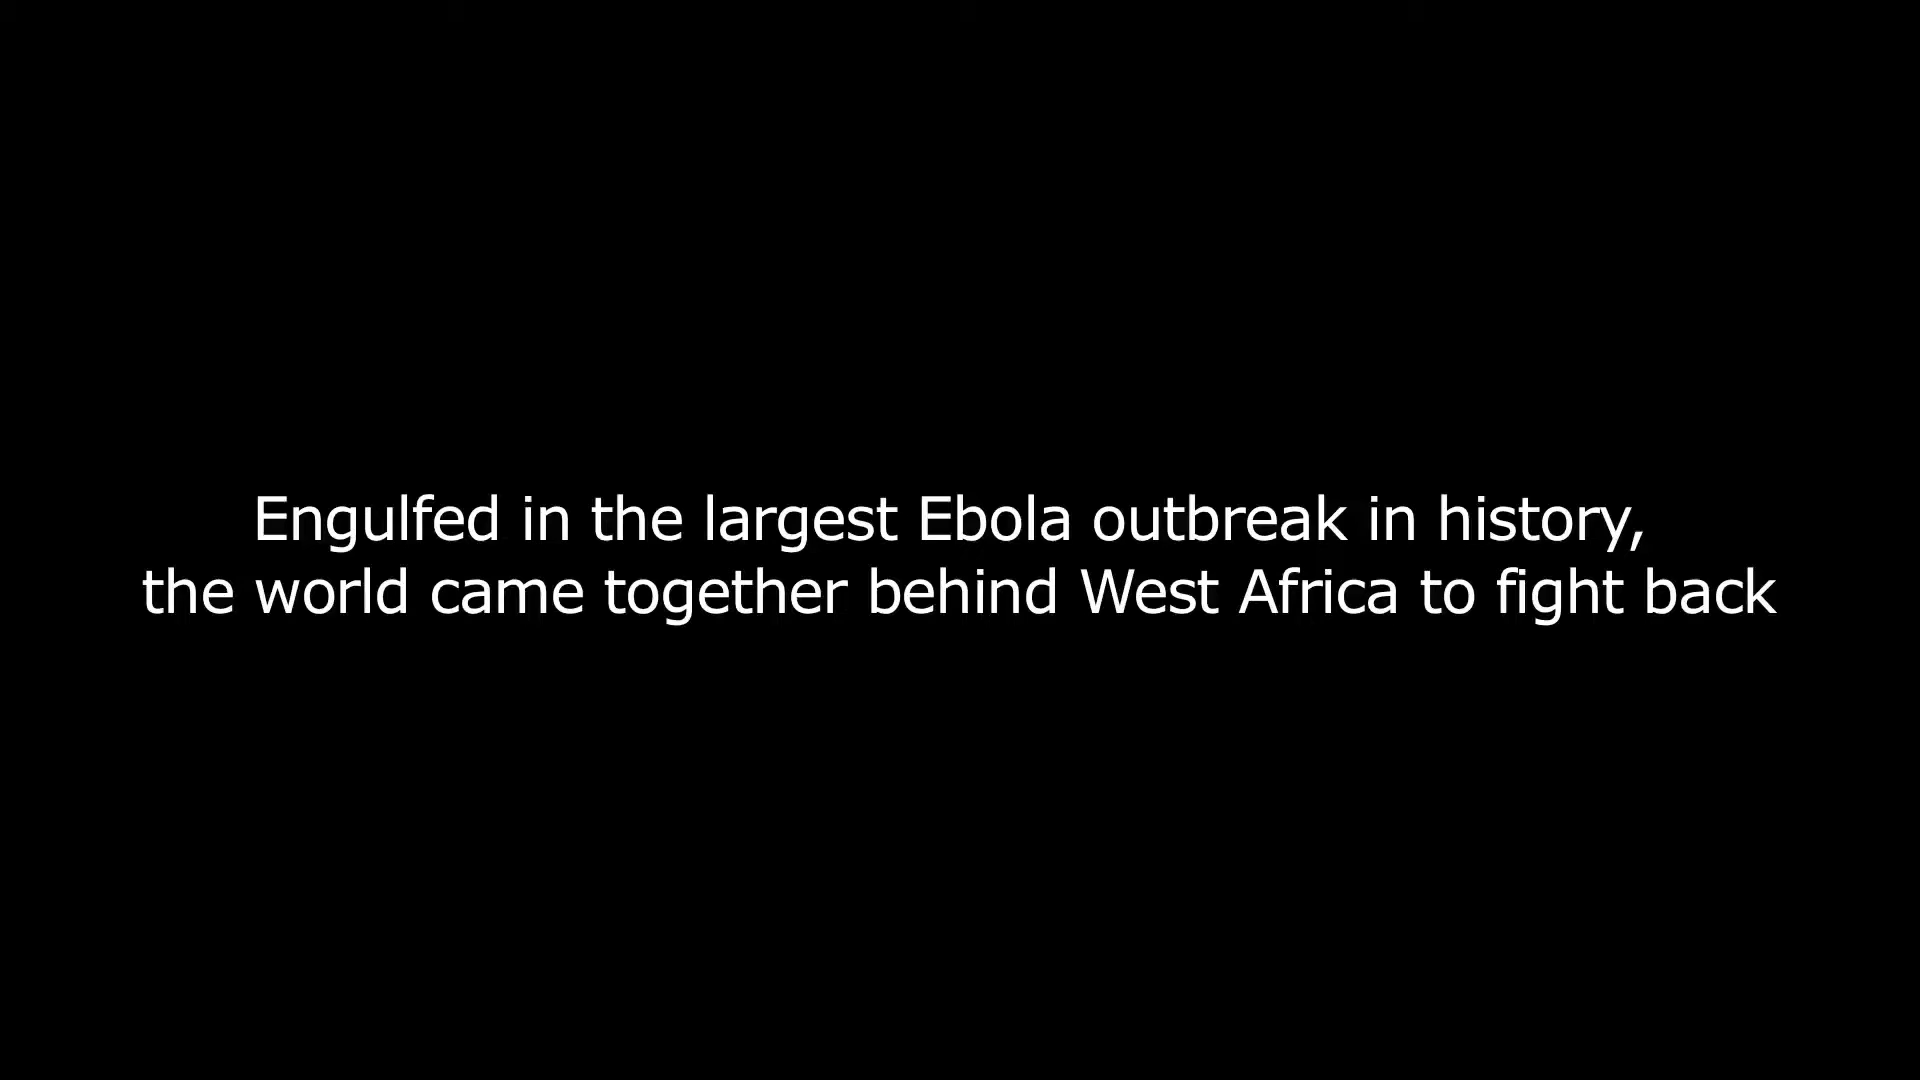 Engulfed in the largest Ebola outbreak in history,
the world came together behind West Africa to fight back